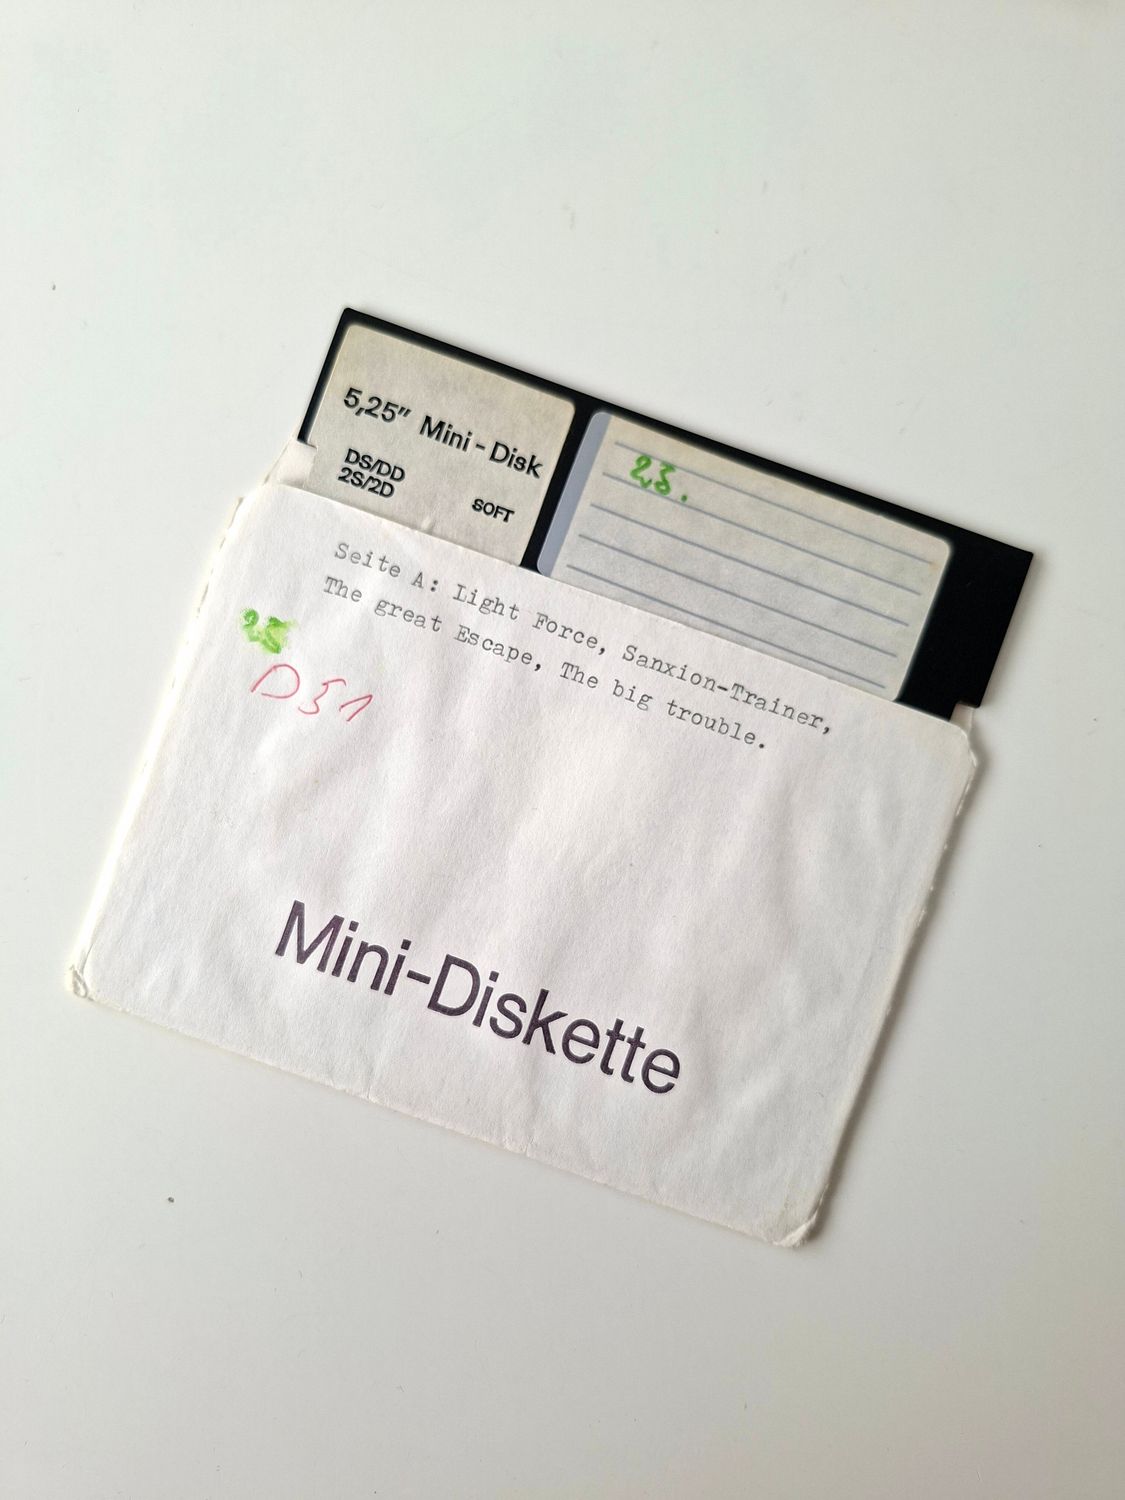 5,25" Mini-Disk
DS/DD
2S/2D
SOFT
Seite A: Light Force, Sanxion-Trainer,
The great Escape, The big trouble.
D51
Mini-Diskette